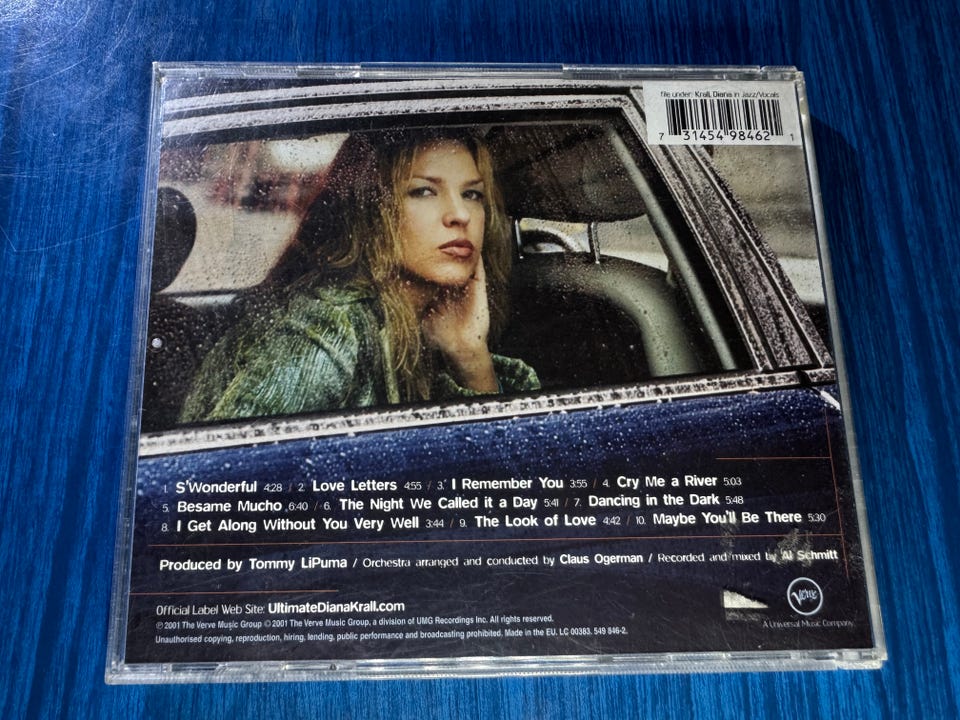 file under: Krall, Diana in Jazz/Vocals
7 31454 98462 1
1. S'Wonderful 4:28 / 2. Love Letters 4:55 / 3. I Remember You 3:55 / 4. Cry Me a River 5:03
5. Besame Mucho 6:40 / 6. The Night We Called it a Day 5:41 / 7. Dancing in the Dark 5:48
8. I Get Along Without You Very Well 3:44 / 9. The Look of Love 4:42 / 10. Maybe You'll Be There 5:30
Produced by Tommy LiPuma / Orchestra arranged and conducted by Claus Ogerman / Recorded and mixed by Al Schmitt
Official Label Web Site: UltimateDianaKrall.com
℗ 2001 The Verve Music Group © 2001 The Verve Music Group, a division of UMG Recordings Inc. All rights reserved.
Unauthorised copying, reproduction, hiring, lending, public performance and broadcasting prohibited. Made in the EU. LC 00383. 549 846-2.
Verve
A Universal Music Company